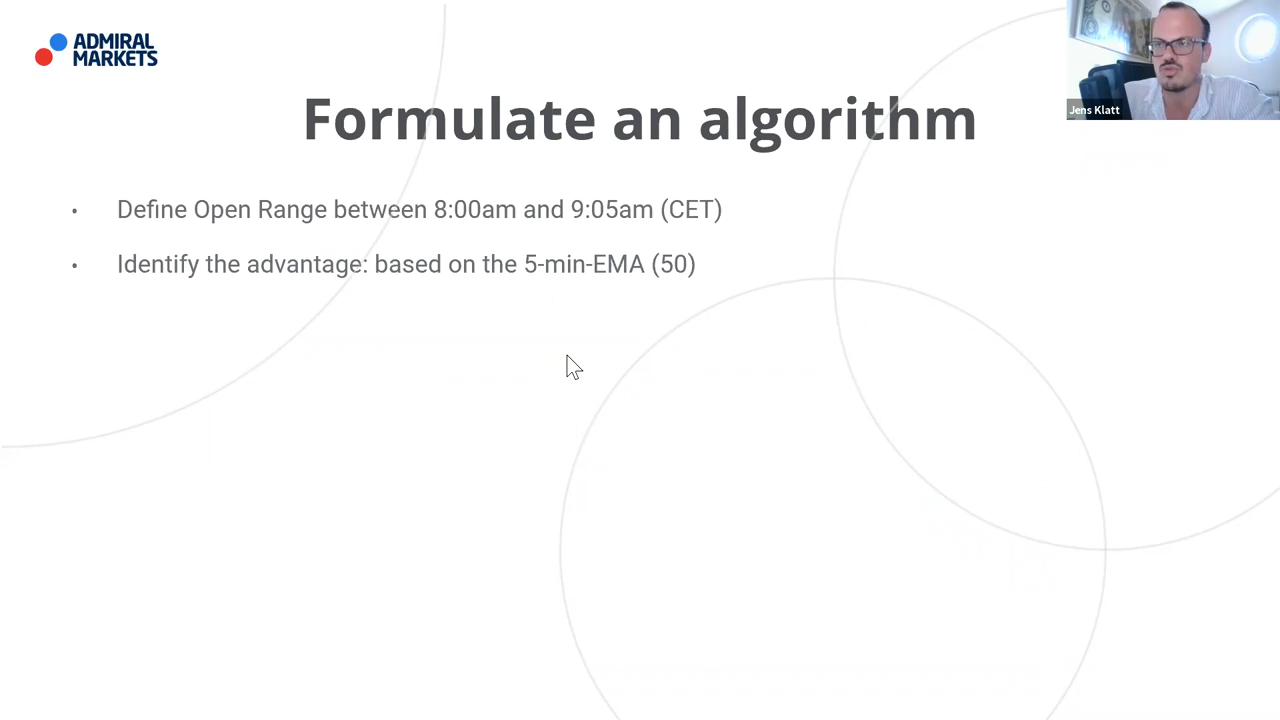 ADMIRAL
MARKETS
Jens Klatt
Formulate an algorithm
• Define Open Range between 8:00am and 9:05am (CET)
• Identify the advantage: based on the 5-min-EMA (50)